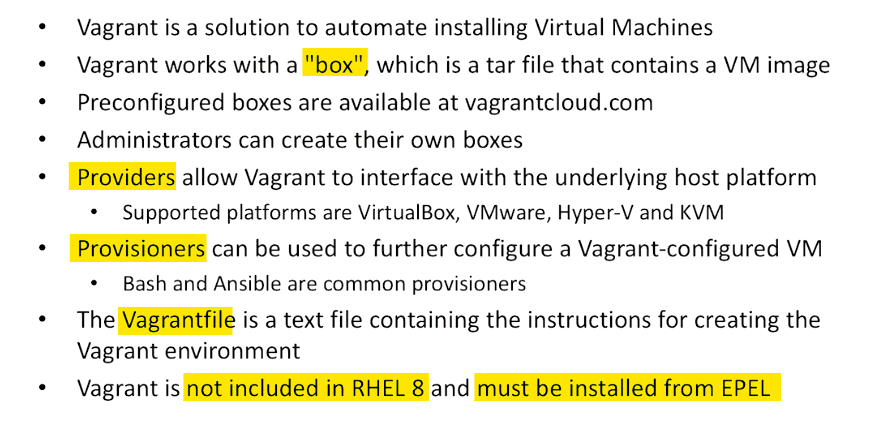 • Vagrant is a solution to automate installing Virtual Machines
• Vagrant works with a "box", which is a tar file that contains a VM image
• Preconfigured boxes are available at vagrantcloud.com
• Administrators can create their own boxes
• Providers allow Vagrant to interface with the underlying host platform
• Supported platforms are VirtualBox, VMware, Hyper-V and KVM
• Provisioners can be used to further configure a Vagrant-configured VM
• Bash and Ansible are common provisioners
• The Vagrantfile is a text file containing the instructions for creating the
Vagrant environment
• Vagrant is not included in RHEL 8 and must be installed from EPEL